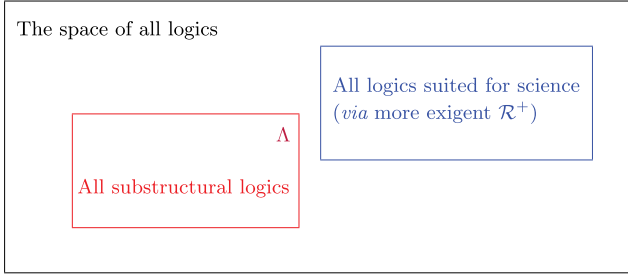 The space of all logics
All logics suited for science
(via more exigent ℛ⁺)
Λ
All substructural logics